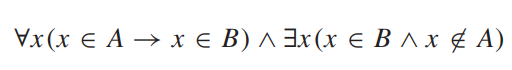 ∀x(x ∈ A → x ∈ B) ∧ ∃x(x ∈ B ∧ x ∉ A)